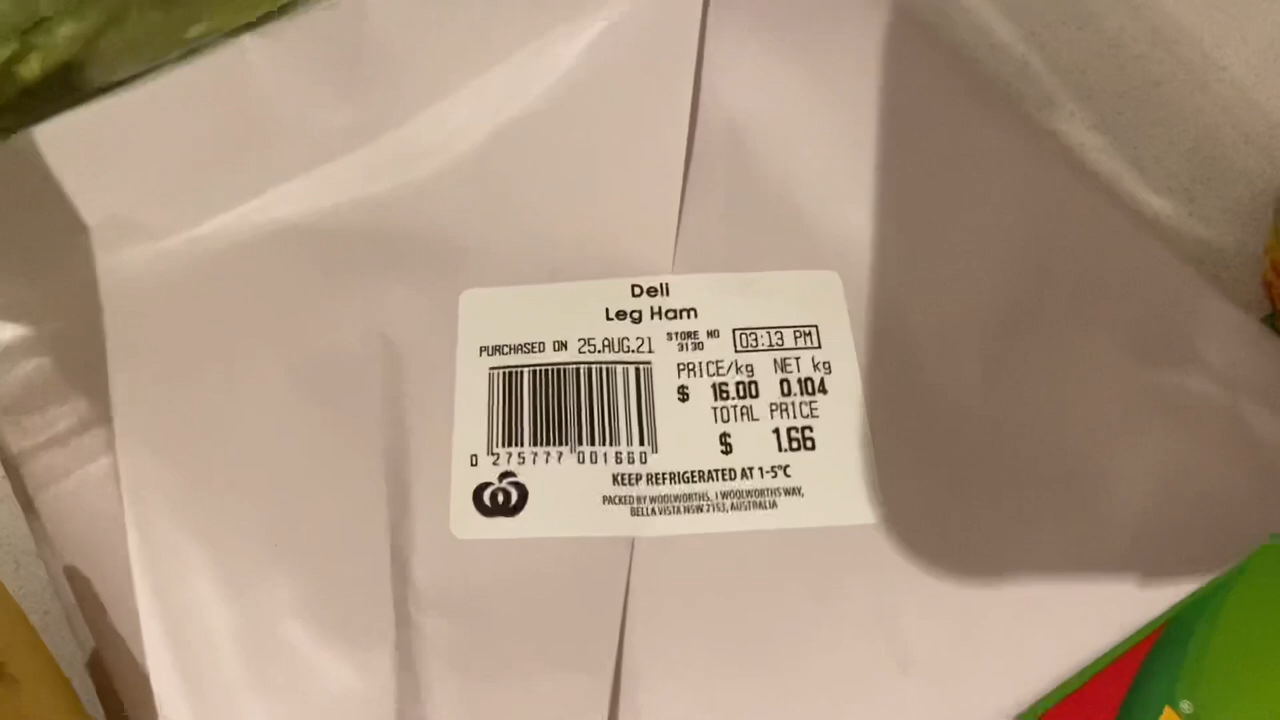 Deli
Leg Ham
PURCHASED ON 25.AUG.21 STORE NO 3130 03:13 PM
PRICE/kg NET kg
$ 16.00 0.104
TOTAL PRICE
$ 1.66
0 275777 001660
KEEP REFRIGERATED AT 1-5°C
PACKED BY WOOLWORTHS, 1 WOOLWORTHS WAY,
BELLA VISTA NSW 2153, AUSTRALIA
®